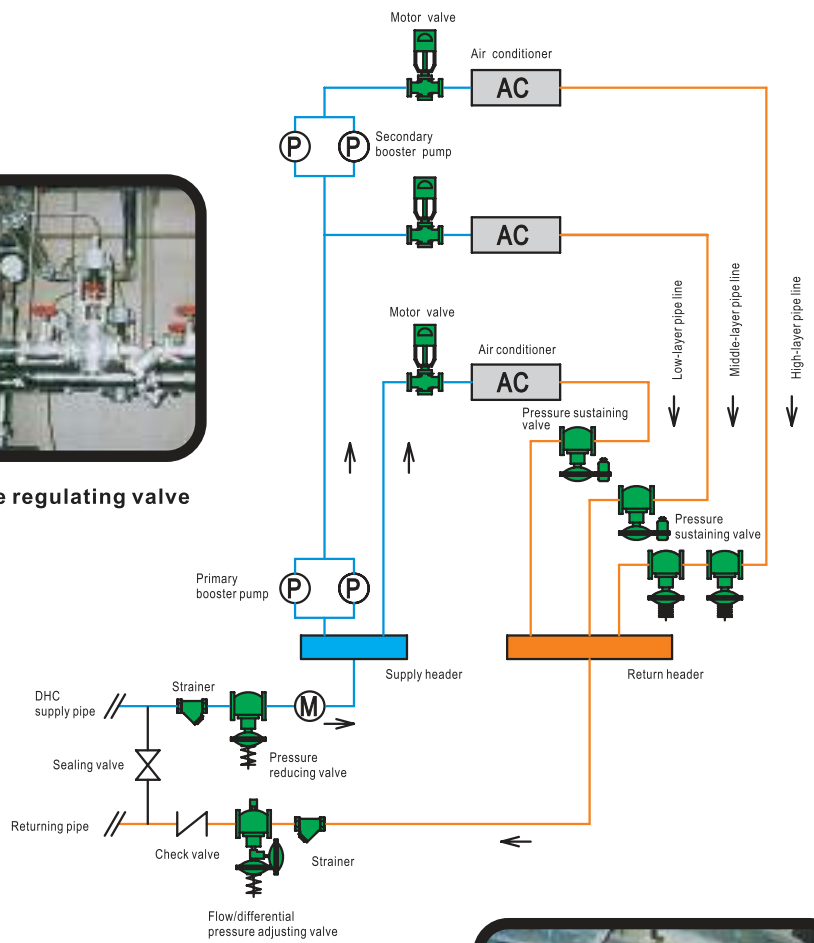 Motor valve
Air conditioner
AC
P
P
Secondary
booster pump
AC
Motor valve
Air conditioner
AC
Low-layer pipe line
Middle-layer pipe line
High-layer pipe line
Pressure sustaining
valve
e regulating valve
Pressure
sustaining valve
Primary
booster pump
P
P
Supply header
Return header
DHC
supply pipe
Strainer
M
Sealing valve
Pressure
reducing valve
Returning pipe
Check valve
Strainer
Flow/differential
pressure adjusting valve